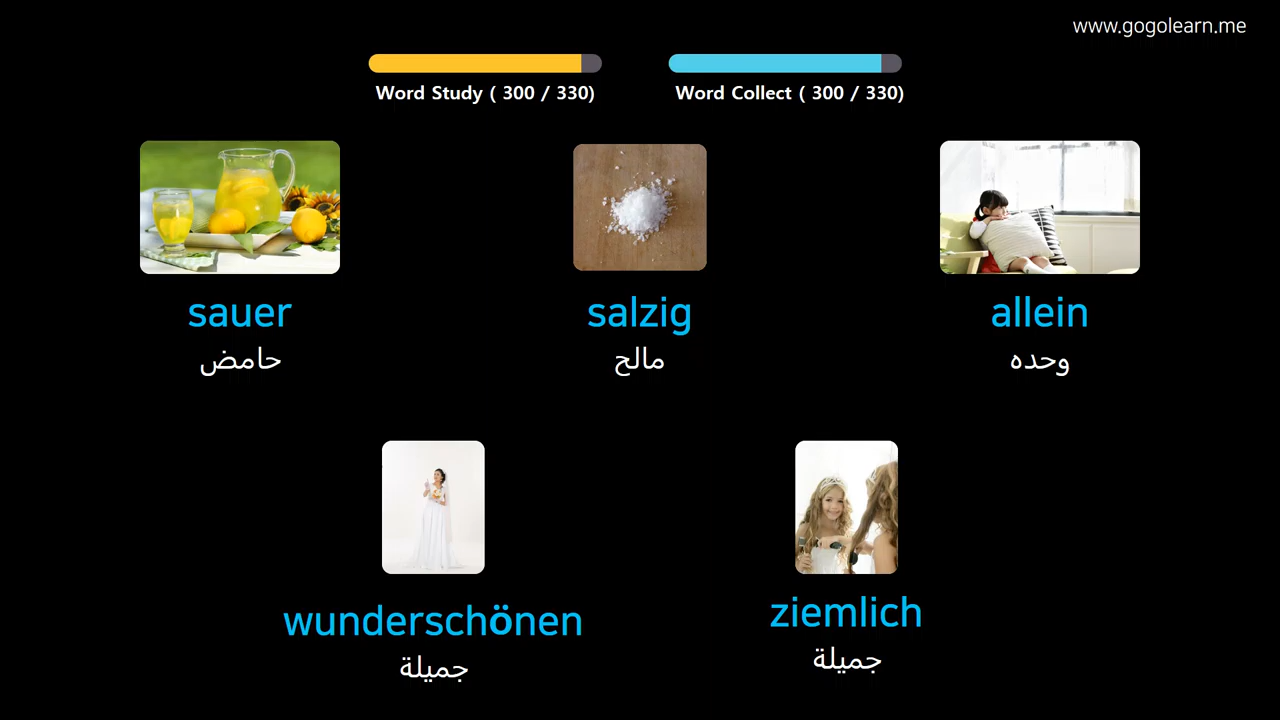 www.gogolearn.me
Word Study ( 300 / 330)
Word Collect ( 300 / 330)
sauer
حامض
salzig
مالح
allein
وحده
wunderschönen
جميلة
ziemlich
جميلة